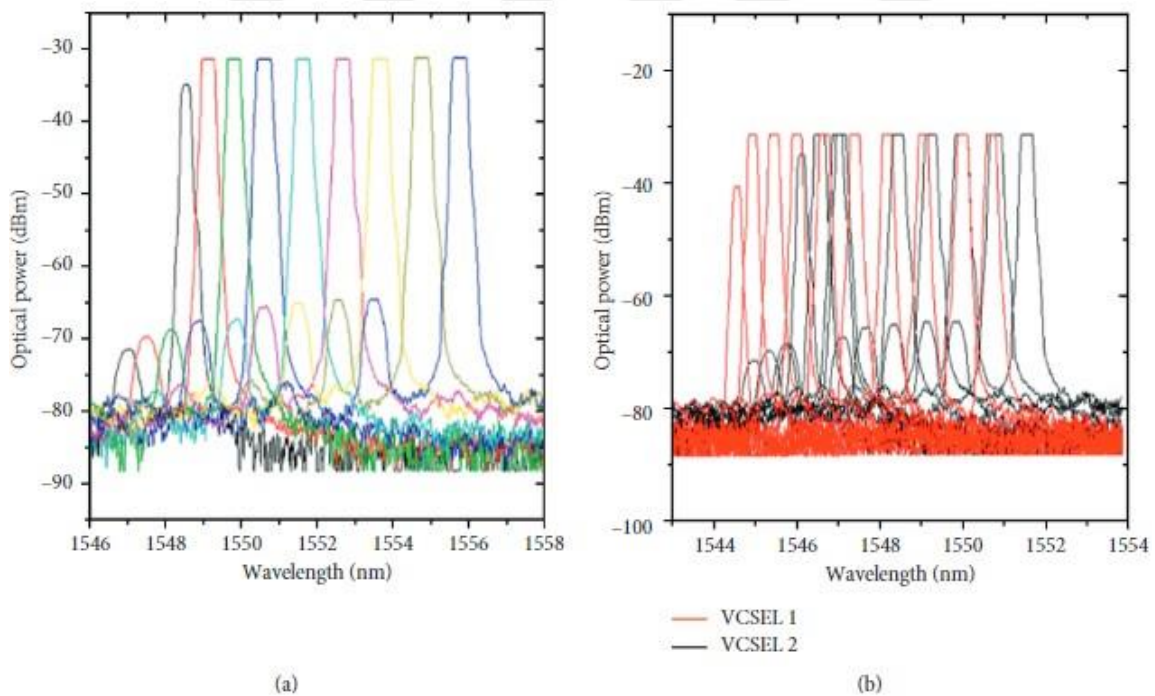 −30
−40
−50
−60
−70
−80
−90
Optical power (dBm)
1546 1548 1550 1552 1554 1556 1558
Wavelength (nm)
(a)
−20
−40
−60
−80
−100
Optical power (dBm)
1544 1546 1548 1550 1552 1554
Wavelength (nm)
VCSEL 1
VCSEL 2
(b)